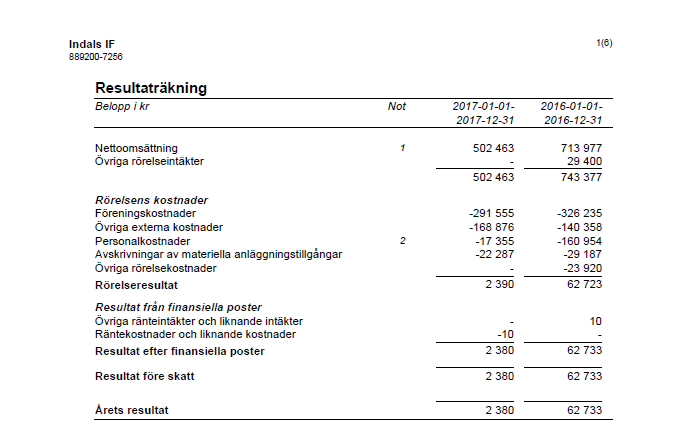 Indals IF 1(6)
889200-7256
Resultaträkning
Belopp i kr Not 2017-01-01- 2016-01-01-
2017-12-31 2016-12-31
Nettoomsättning 1 502 463 713 977
Övriga rörelseintäkter - 29 400
502 463 743 377
Rörelsens kostnader
Föreningskostnader -291 555 -326 235
Övriga externa kostnader -168 876 -140 358
Personalkostnader 2 -17 355 -160 954
Avskrivningar av materiella anläggningstillgångar -22 287 -29 187
Övriga rörelsekostnader - -23 920
Rörelseresultat 2 390 62 723
Resultat från finansiella poster
Övriga ränteintäkter och liknande intäkter - 10
Räntekostnader och liknande kostnader -10 -
Resultat efter finansiella poster 2 380 62 733
Resultat före skatt 2 380 62 733
Årets resultat 2 380 62 733